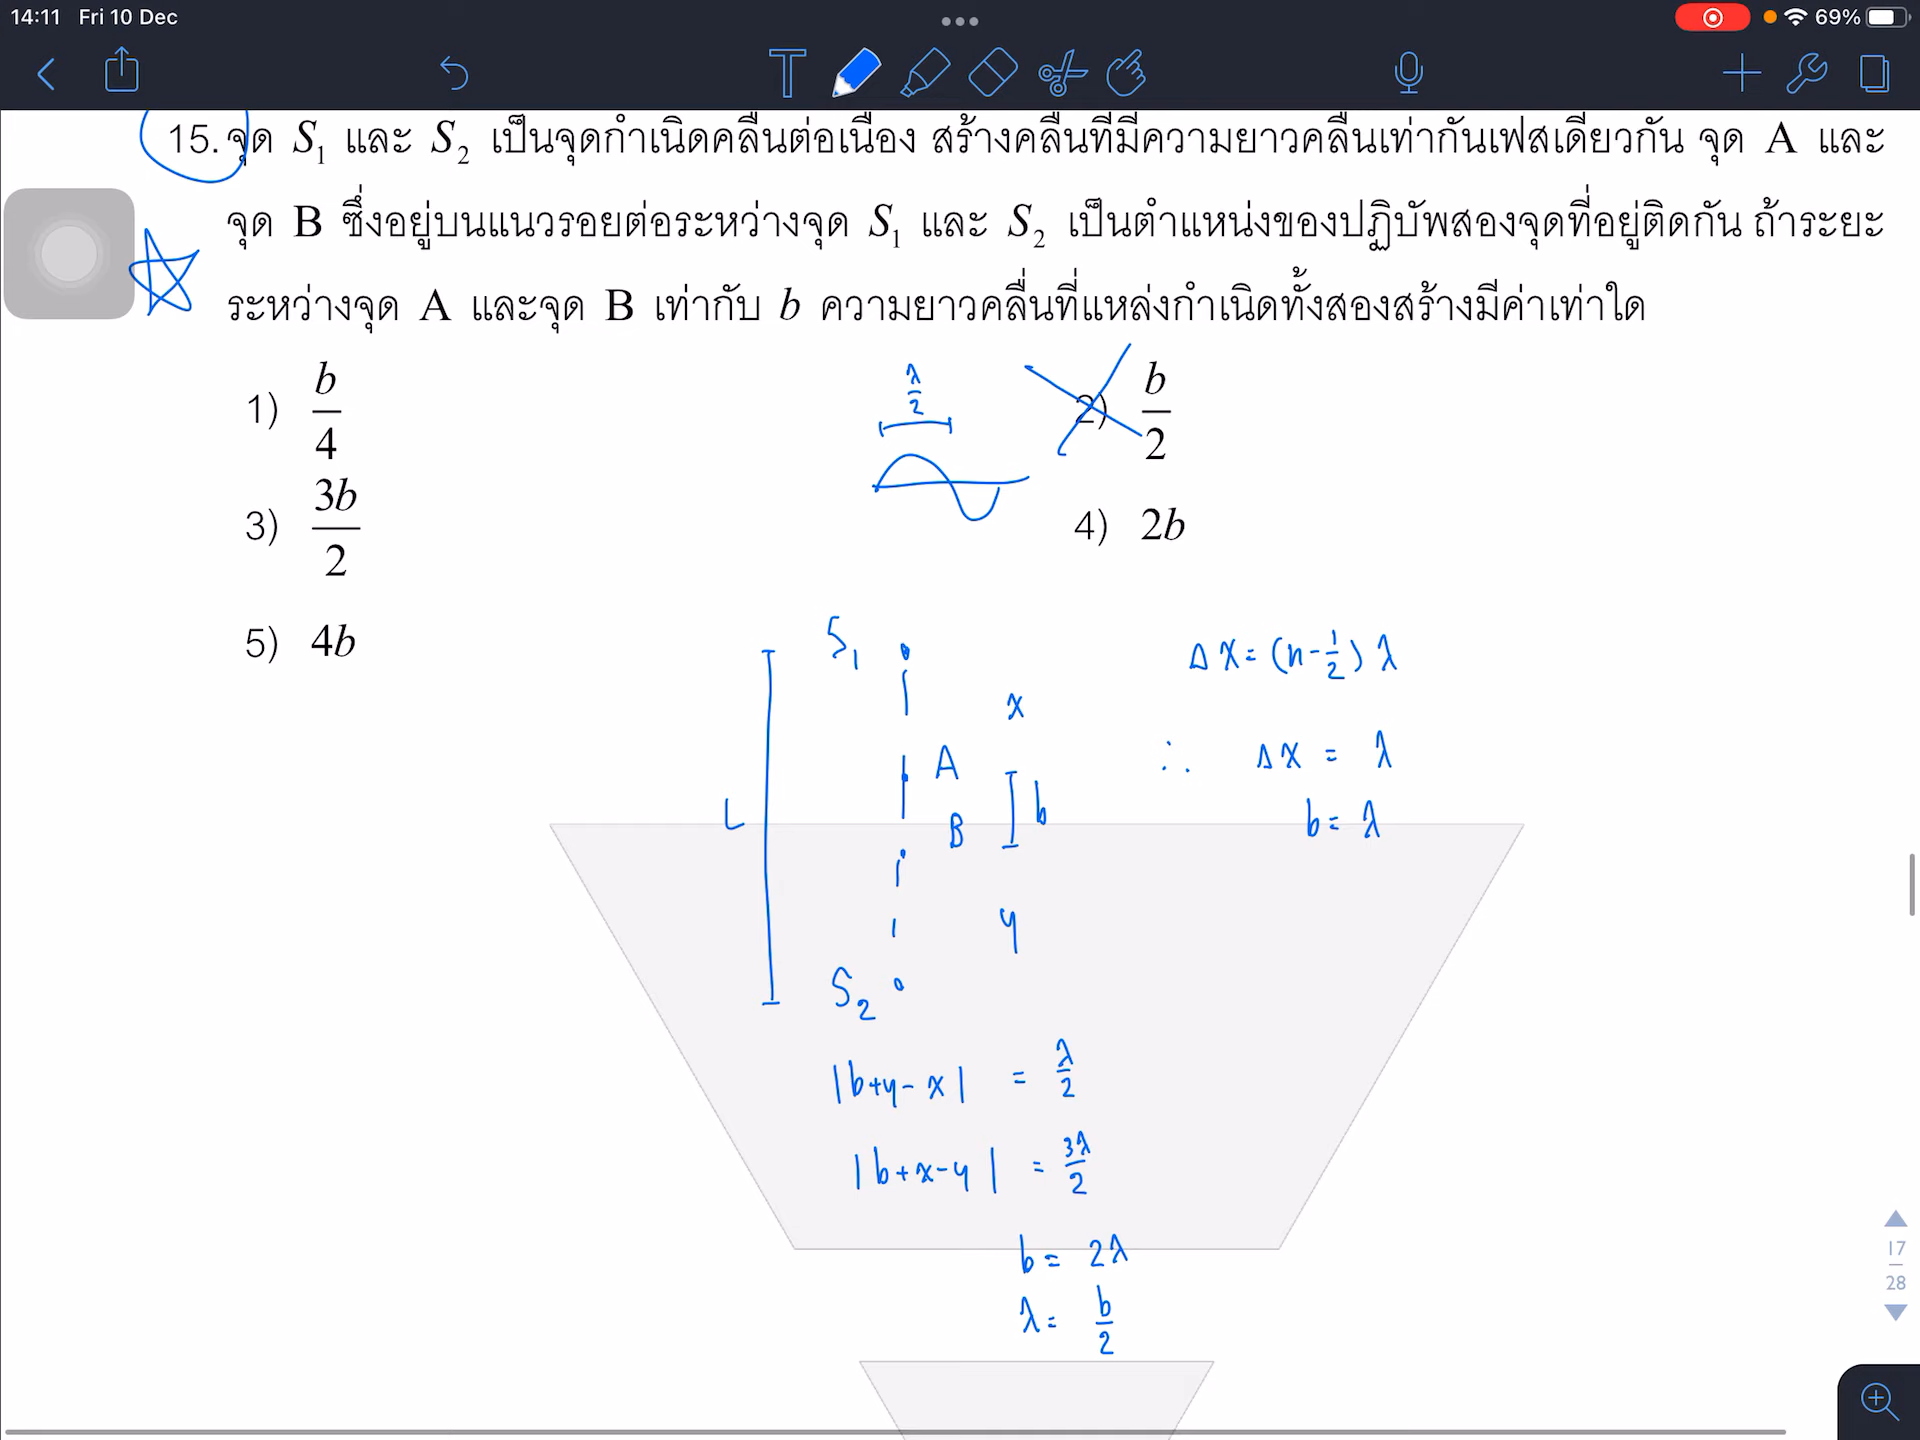 14:11 Fri 10 Dec
69%
15. จุด S1 และ S2 เป็นจุดกำเนิดคลื่นต่อเนื่อง สร้างคลื่นที่มีความยาวคลื่นเท่ากันเฟสเดียวกัน จุด A และ
จุด B ซึ่งอยู่บนแนวรอยต่อระหว่างจุด S1 และ S2 เป็นตำแหน่งของปฏิบัพสองจุดที่อยู่ติดกัน ถ้าระยะ
ระหว่างจุด A และจุด B เท่ากับ b ความยาวคลื่นที่แหล่งกำเนิดทั้งสองสร้างมีค่าเท่าใด
1) b/4
λ/2
2) b/2
3) 3b/2
4) 2b
5) 4b
S1
x
A
b
B
L
y
S2
Δx = (n - 1/2) λ
∴ Δx = λ
b = λ
|b+y-x| = λ/2
|b+x-y| = 3λ/2
b = 2λ
λ = b/2
17
28